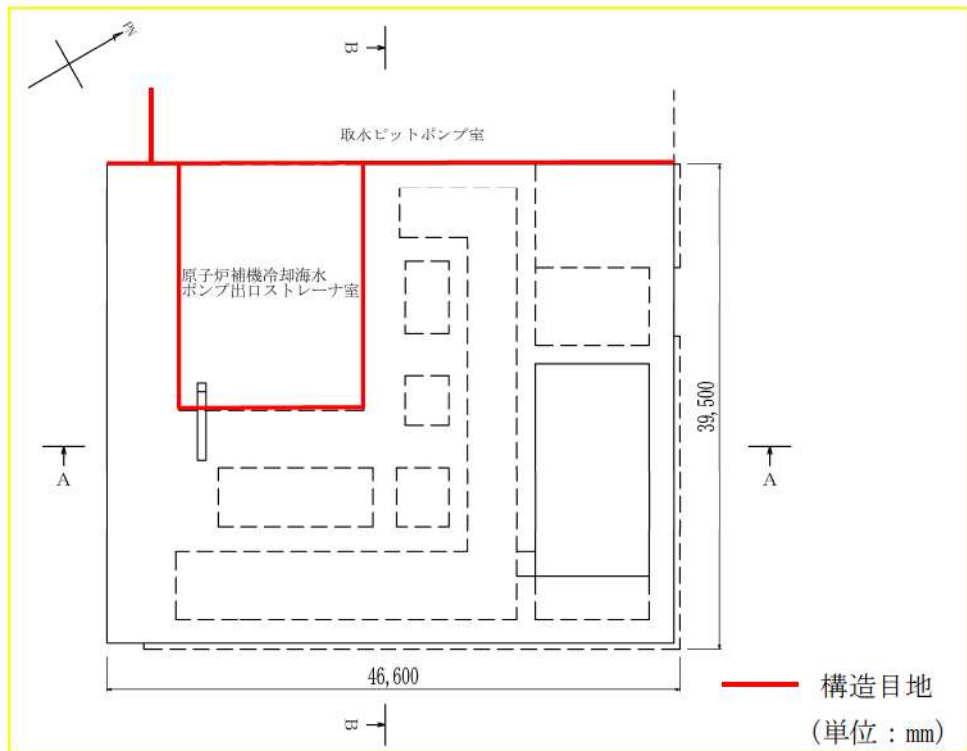 PN
B
取水ピットポンプ室
原子炉補機冷却海水
ポンプ出口ストレーナ室
39,500
A
A
46,600
B
構造目地
(単位：mm)